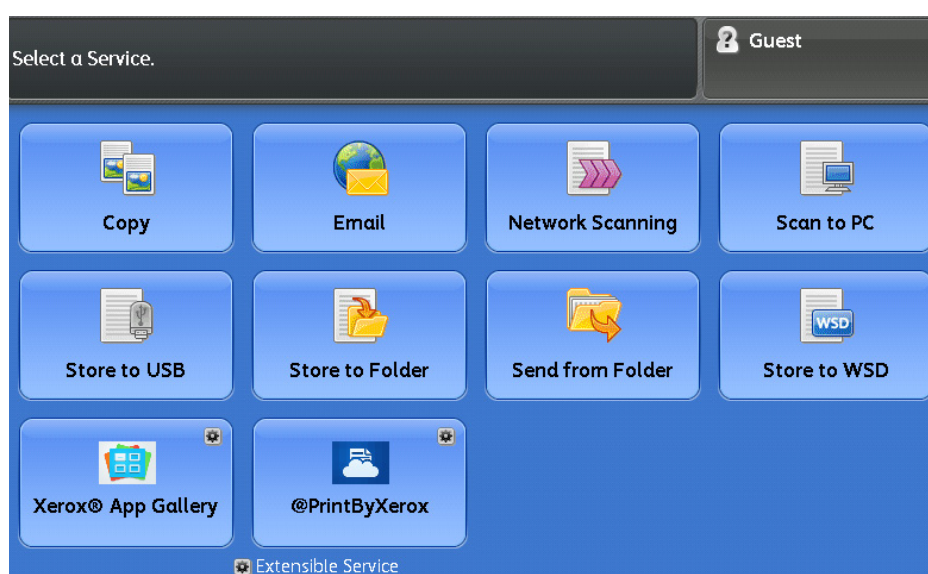 Select a Service.
Guest
Copy
Email
Network Scanning
Scan to PC
Store to USB
Store to Folder
Send from Folder
WSD
Store to WSD
Xerox® App Gallery
@PrintByXerox
Extensible Service